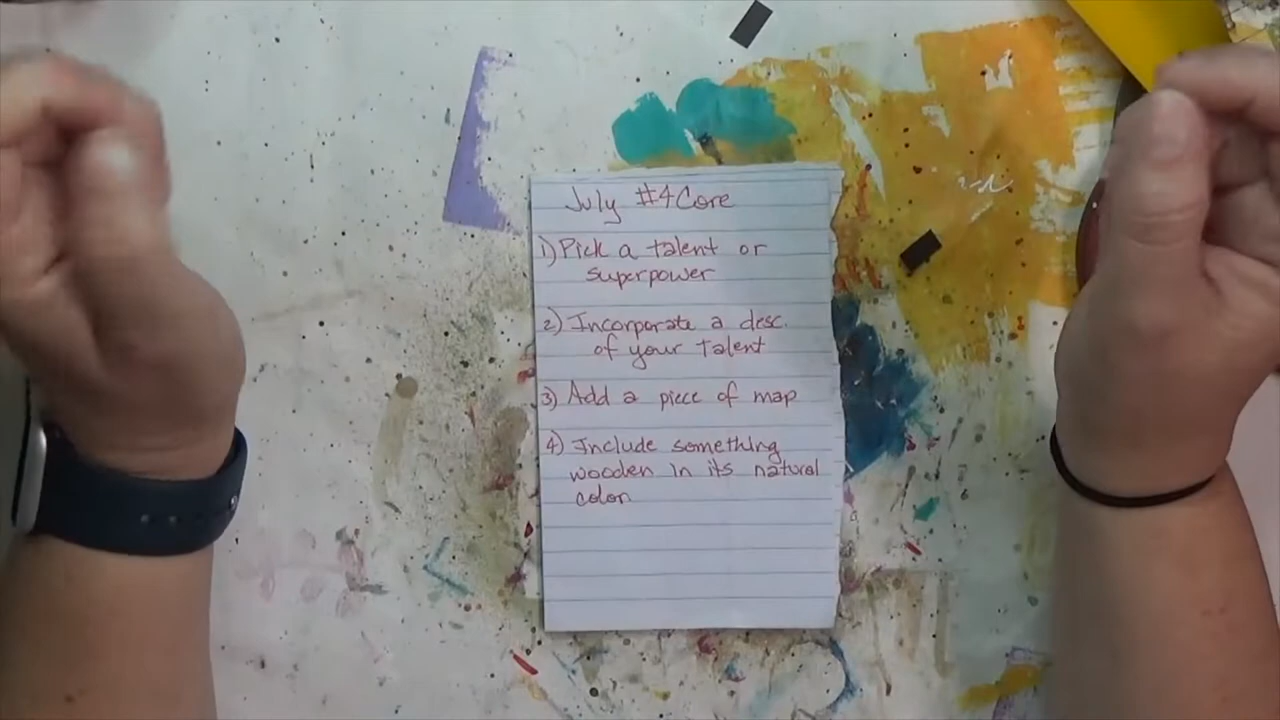 July #4Core
1) Pick a talent or
superpower
2) Incorporate a desc.
of your talent
3) Add a piece of map
4) Include something
wooden in its natural
color